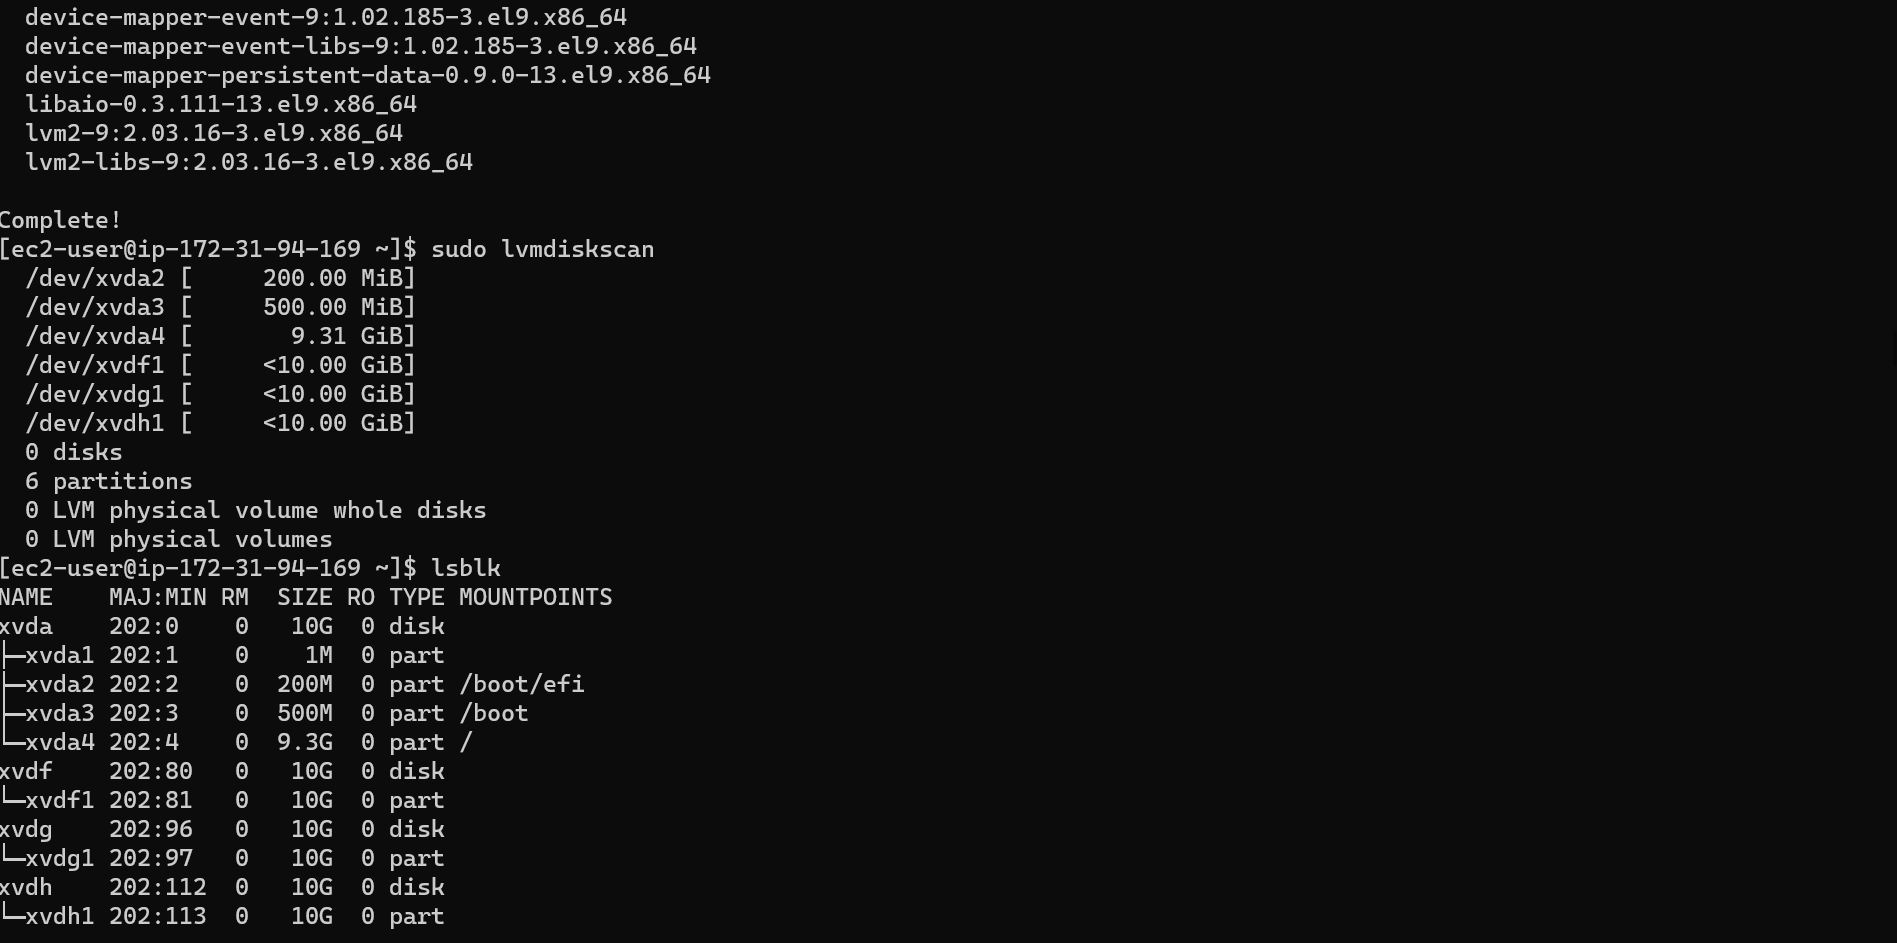 device-mapper-event-9:1.02.185-3.el9.x86_64
device-mapper-event-libs-9:1.02.185-3.el9.x86_64
device-mapper-persistent-data-0.9.0-13.el9.x86_64
libaio-0.3.111-13.el9.x86_64
lvm2-9:2.03.16-3.el9.x86_64
lvm2-libs-9:2.03.16-3.el9.x86_64
Complete!
[ec2-user@ip-172-31-94-169 ~]$ sudo lvmdiskscan
  /dev/xvda2 [     200.00 MiB]
  /dev/xvda3 [     500.00 MiB]
  /dev/xvda4 [       9.31 GiB]
  /dev/xvdf1 [     <10.00 GiB]
  /dev/xvdg1 [     <10.00 GiB]
  /dev/xvdh1 [     <10.00 GiB]
  0 disks
  6 partitions
  0 LVM physical volume whole disks
  0 LVM physical volumes
[ec2-user@ip-172-31-94-169 ~]$ lsblk
NAME    MAJ:MIN RM  SIZE RO TYPE MOUNTPOINTS
xvda    202:0    0   10G  0 disk
├─xvda1 202:1    0    1M  0 part
├─xvda2 202:2    0  200M  0 part /boot/efi
├─xvda3 202:3    0  500M  0 part /boot
└─xvda4 202:4    0  9.3G  0 part /
xvdf    202:80   0   10G  0 disk
└─xvdf1 202:81   0   10G  0 part
xvdg    202:96   0   10G  0 disk
└─xvdg1 202:97   0   10G  0 part
xvdh    202:112  0   10G  0 disk
└─xvdh1 202:113  0   10G  0 part